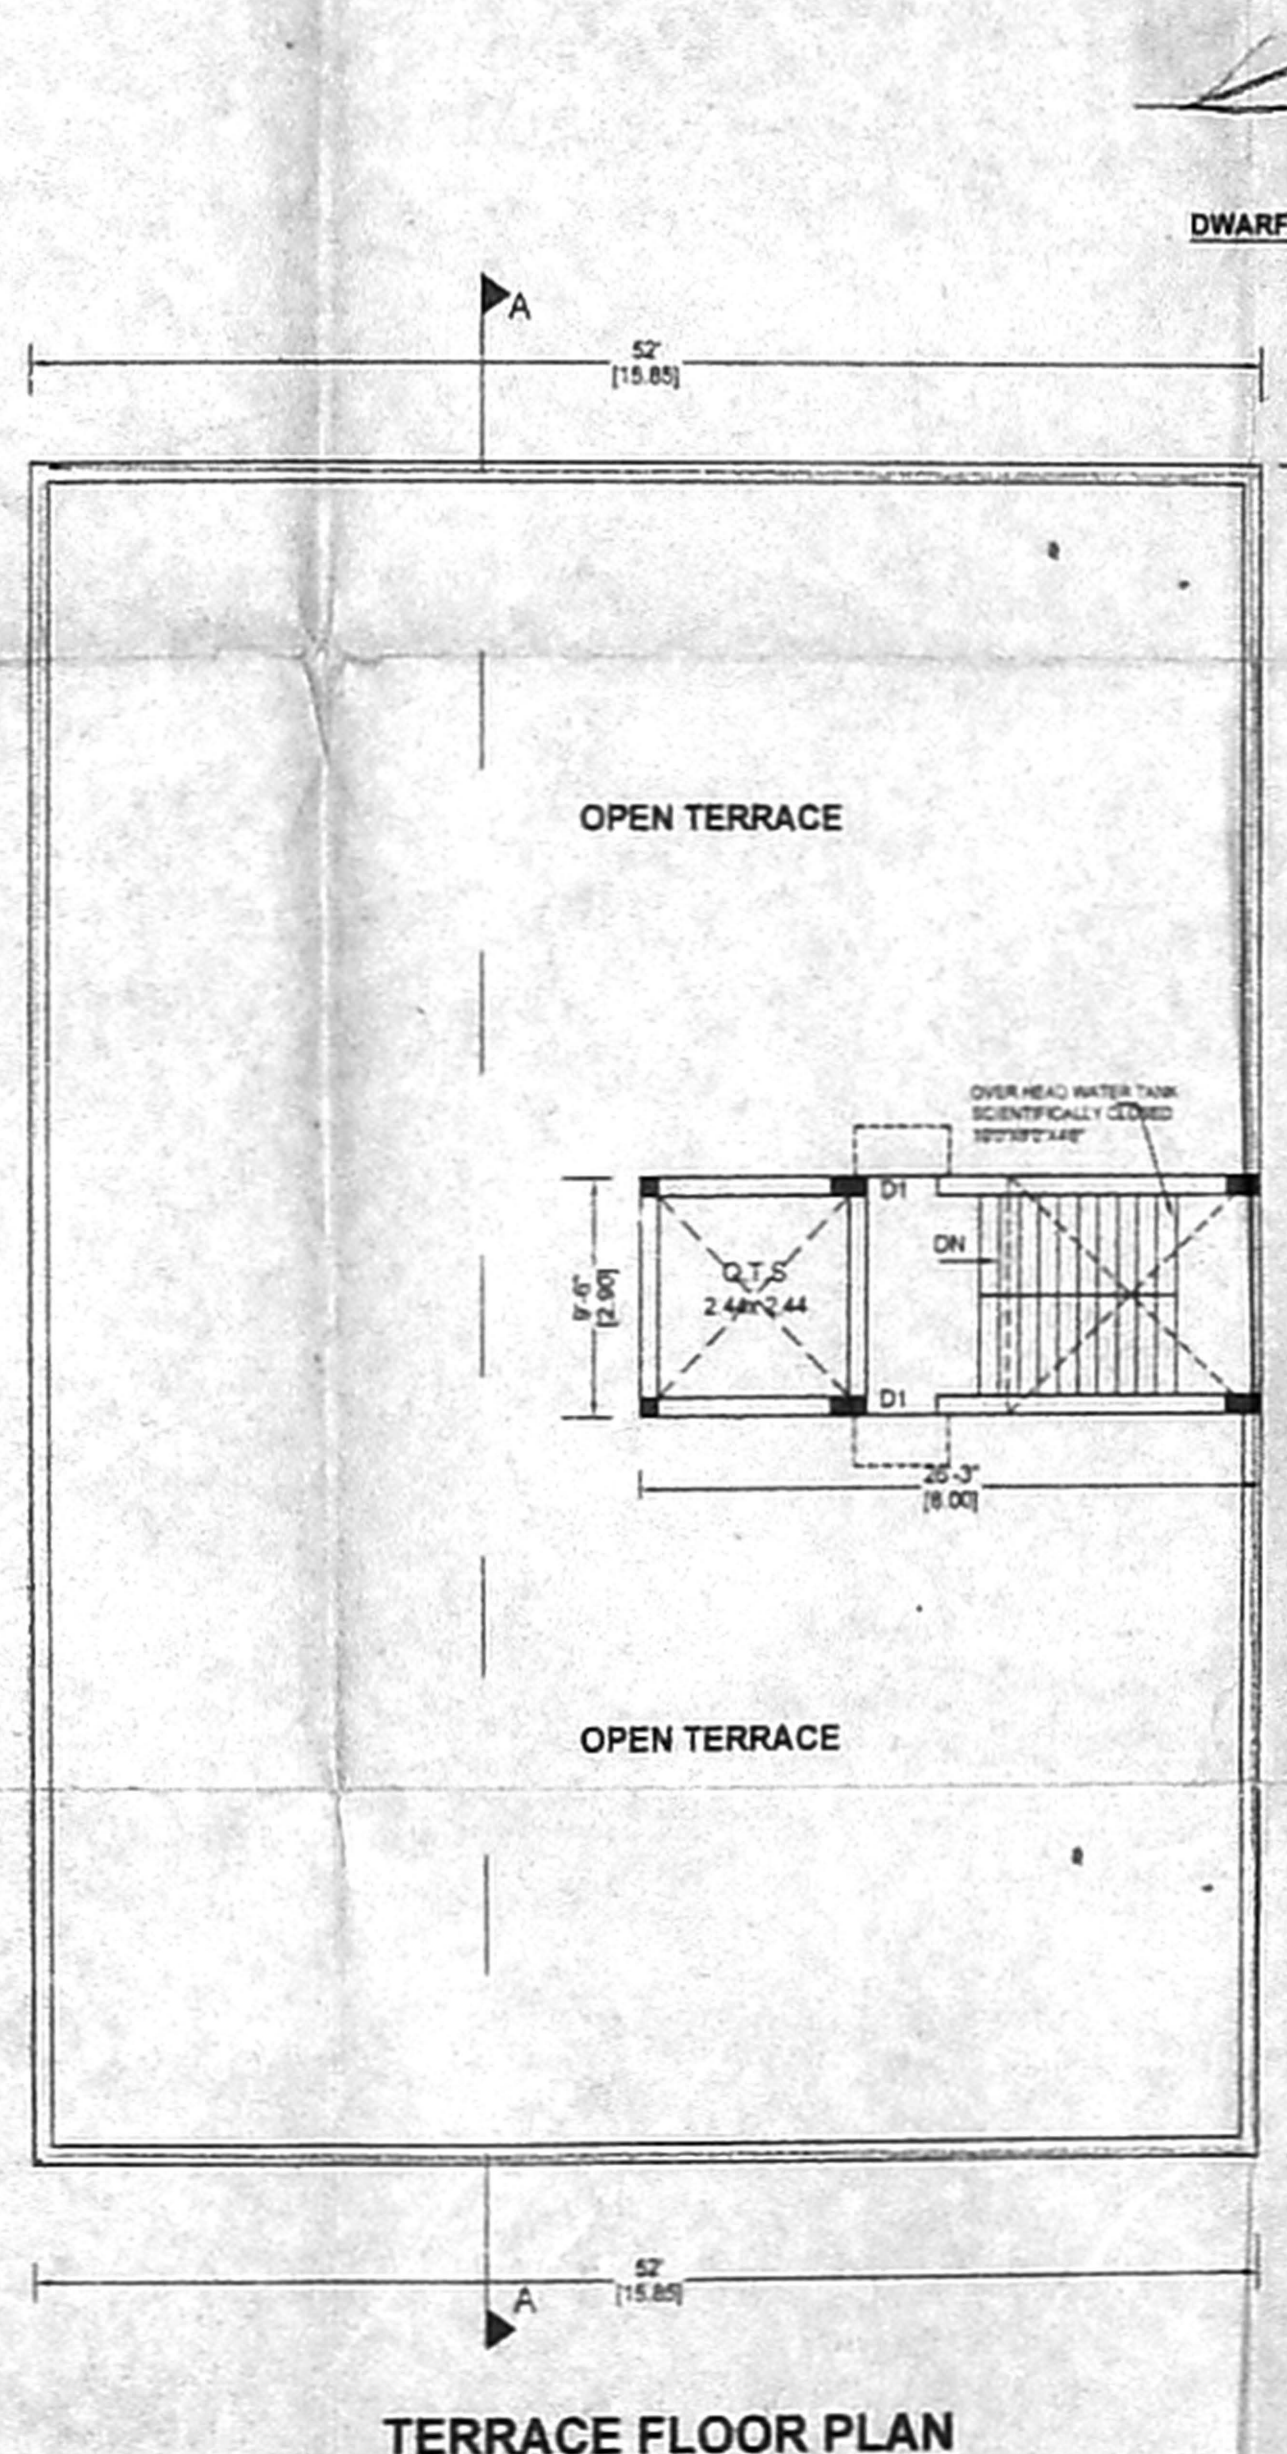 DWARF
A
52'
[15.85]
OPEN TERRACE
OVER HEAD WATER TANK
SCIENTIFICALLY CLOSED
D1
DN
O.T.S
2.44x2.44
9'-6"
[2.90]
D1
26'-3"
[8.00]
OPEN TERRACE
52'
[15.85]
A
TERRACE FLOOR PLAN